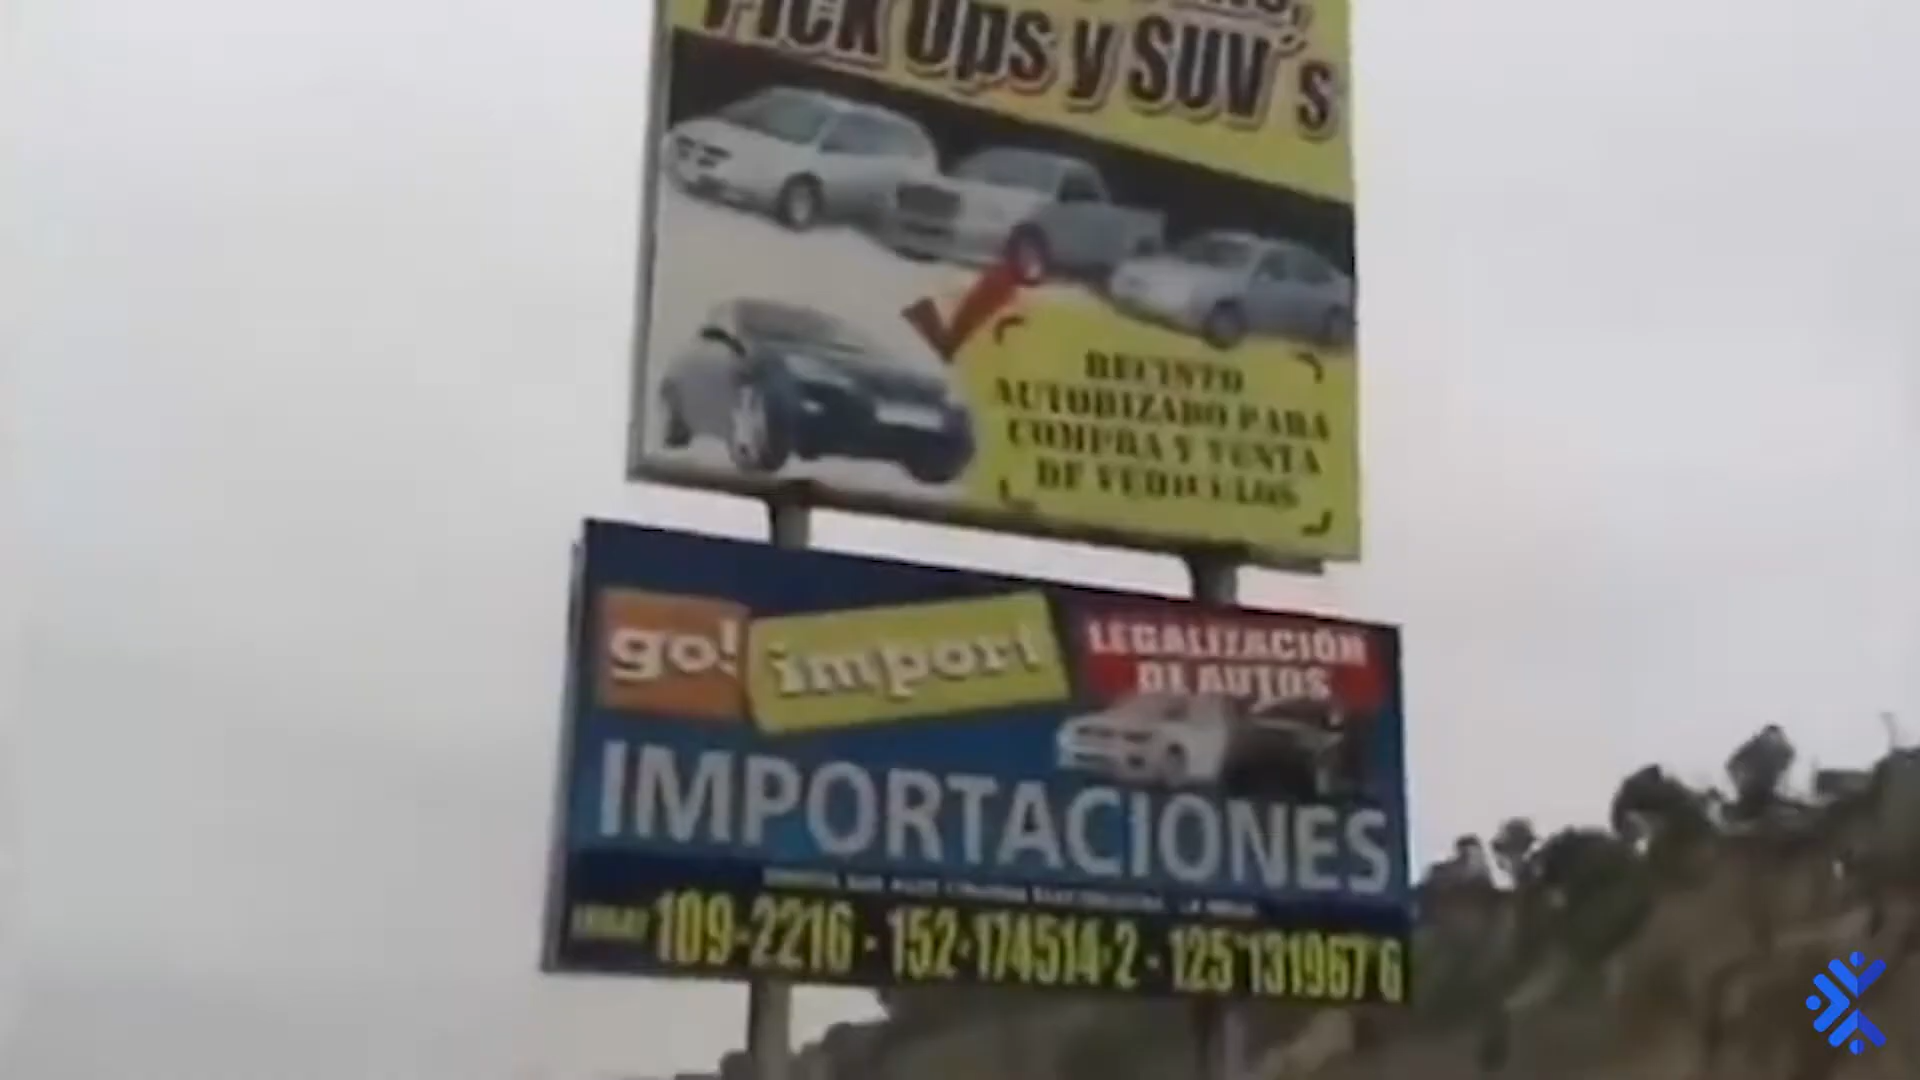 Pick Ups y SUV's
RECINTO
AUTORIZADO PARA
COMPRA Y VENTA
DE VEHICULOS
go! import
LEGALIZACIÓN
DE AUTOS
IMPORTACIONES
109-2216 - 152*174514*2 - 125*131967*6